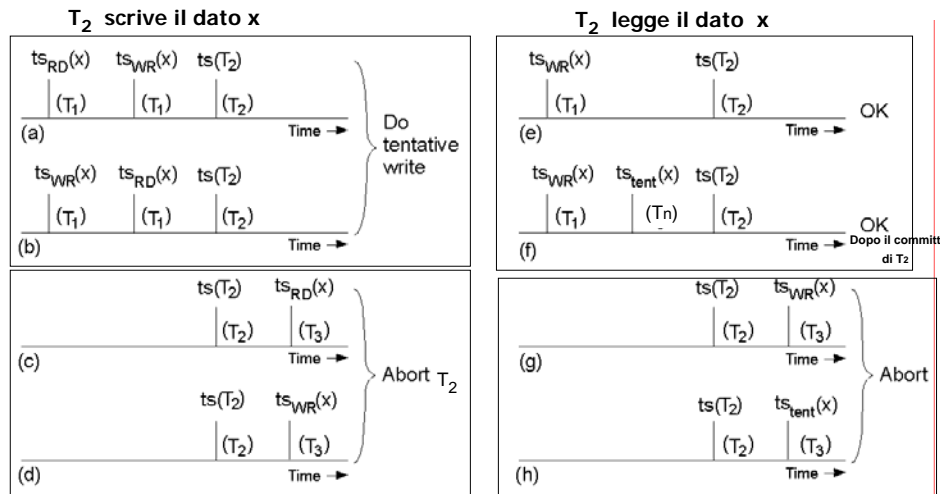 T2 scrive il dato x
tsRD(x) tsWR(x) ts(T2)
(T1) (T1) (T2)
Time
(a)
tsWR(x) tsRD(x) ts(T2)
(T1) (T1) (T2)
Time
(b)
Do
tentative
write
ts(T2) tsRD(x)
(T2) (T3)
Time
(c)
ts(T2) tsWR(x)
(T2) (T3)
Time
(d)
Abort T2
T2 legge il dato x
tsWR(x) ts(T2)
(T1) (T2)
Time
(e)
OK
tsWR(x) tstent(x) ts(T2)
(T1) (Tn) (T2)
Time
(f)
OK
Dopo il committ
di T2
ts(T2) tsWR(x)
(T2) (T3)
Time
(g)
ts(T2) tstent(x)
(T2) (T3)
Time
(h)
Abort